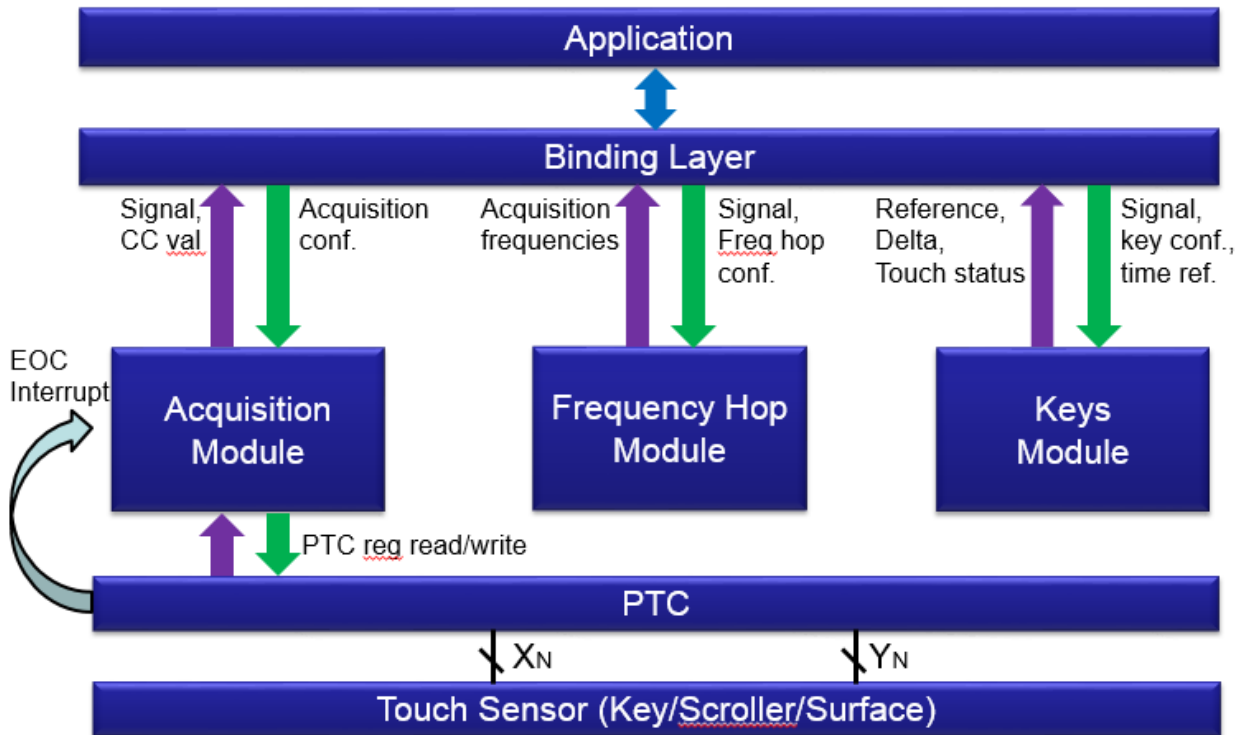 Application
Binding Layer
Signal,
CC val
Acquisition
conf.
Acquisition
frequencies
Signal,
Freq hop
conf.
Reference,
Delta,
Touch status
Signal,
key conf.,
time ref.
EOC
Interrupt
Acquisition
Module
Frequency Hop
Module
Keys
Module
PTC reg read/write
PTC
XN
YN
Touch Sensor (Key/Scroller/Surface)